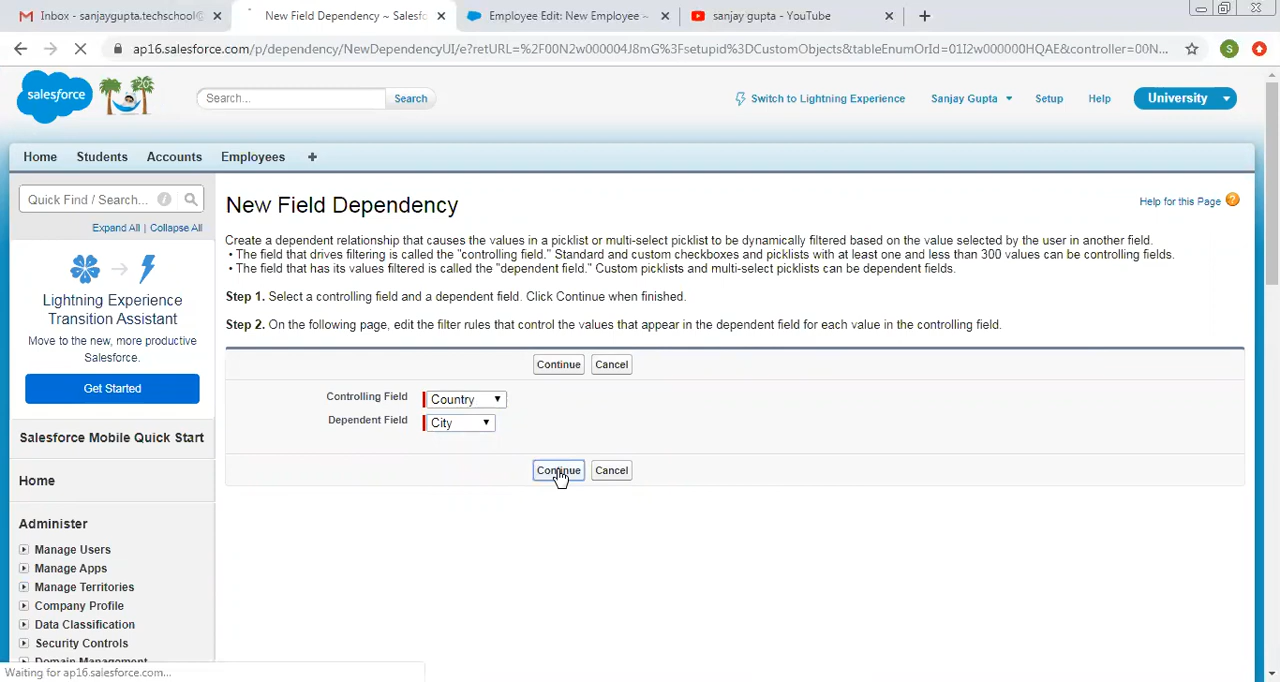 Inbox - sanjaygupta.techschool@
New Field Dependency ~ Salesfo
Employee Edit: New Employee ~
sanjay gupta - YouTube
ap16.salesforce.com/p/dependency/NewDependencyUI/e?retURL=%2F00N2w000004J8mG%3Fsetupid%3DCustomObjects&tableEnumOrId=01I2w000000HQAE&controller=00N...
S
salesforce
Search...
Search
Switch to Lightning Experience
Sanjay Gupta
Setup
Help
University
Home
Students
Accounts
Employees
Quick Find / Search...
Expand All | Collapse All
Lightning Experience
Transition Assistant
Move to the new, more productive
Salesforce.
Get Started
Salesforce Mobile Quick Start
Home
Administer
Manage Users
Manage Apps
Manage Territories
Company Profile
Data Classification
Security Controls
Domain Management
New Field Dependency
Help for this Page
Create a dependent relationship that causes the values in a picklist or multi-select picklist to be dynamically filtered based on the value selected by the user in another field.
• The field that drives filtering is called the "controlling field." Standard and custom checkboxes and picklists with at least one and less than 300 values can be controlling fields.
• The field that has its values filtered is called the "dependent field." Custom picklists and multi-select picklists can be dependent fields.
Step 1. Select a controlling field and a dependent field. Click Continue when finished.
Step 2. On the following page, edit the filter rules that control the values that appear in the dependent field for each value in the controlling field.
Continue
Cancel
Controlling Field
Country
Dependent Field
City
Continue
Cancel
Waiting for ap16.salesforce.com...